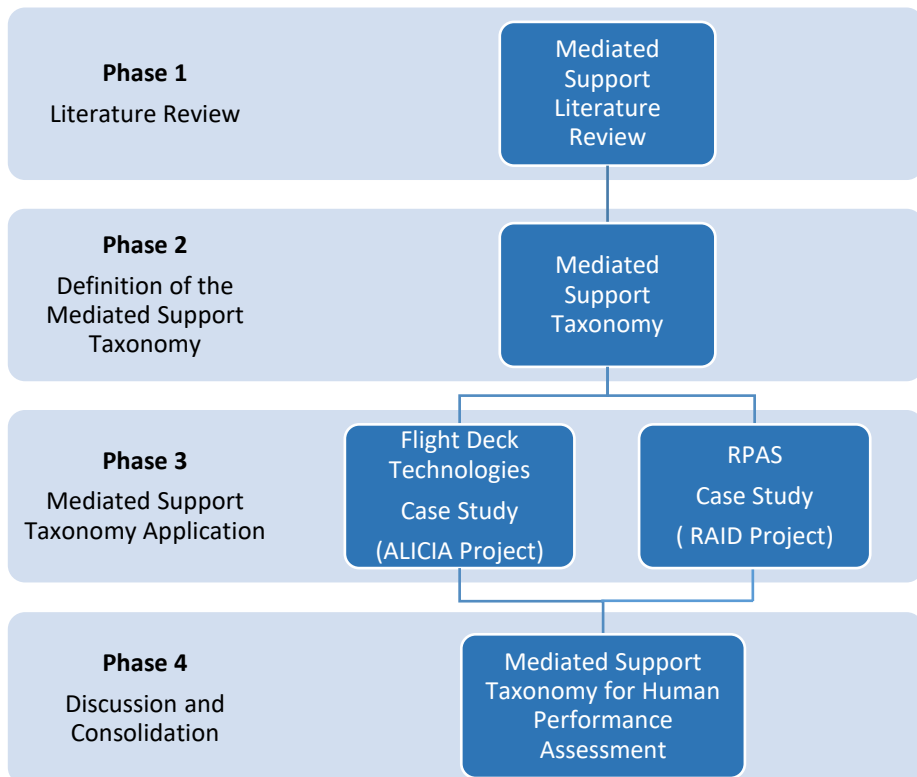 Phase 1
Literature Review
Mediated
Support
Literature
Review
Phase 2
Definition of the
Mediated Support
Taxonomy
Mediated
Support
Taxonomy
Phase 3
Mediated Support
Taxonomy Application
Flight Deck
Technologies
Case Study
(ALICIA Project)
RPAS
Case Study
( RAID Project)
Phase 4
Discussion and
Consolidation
Mediated Support
Taxonomy for Human
Performance
Assessment